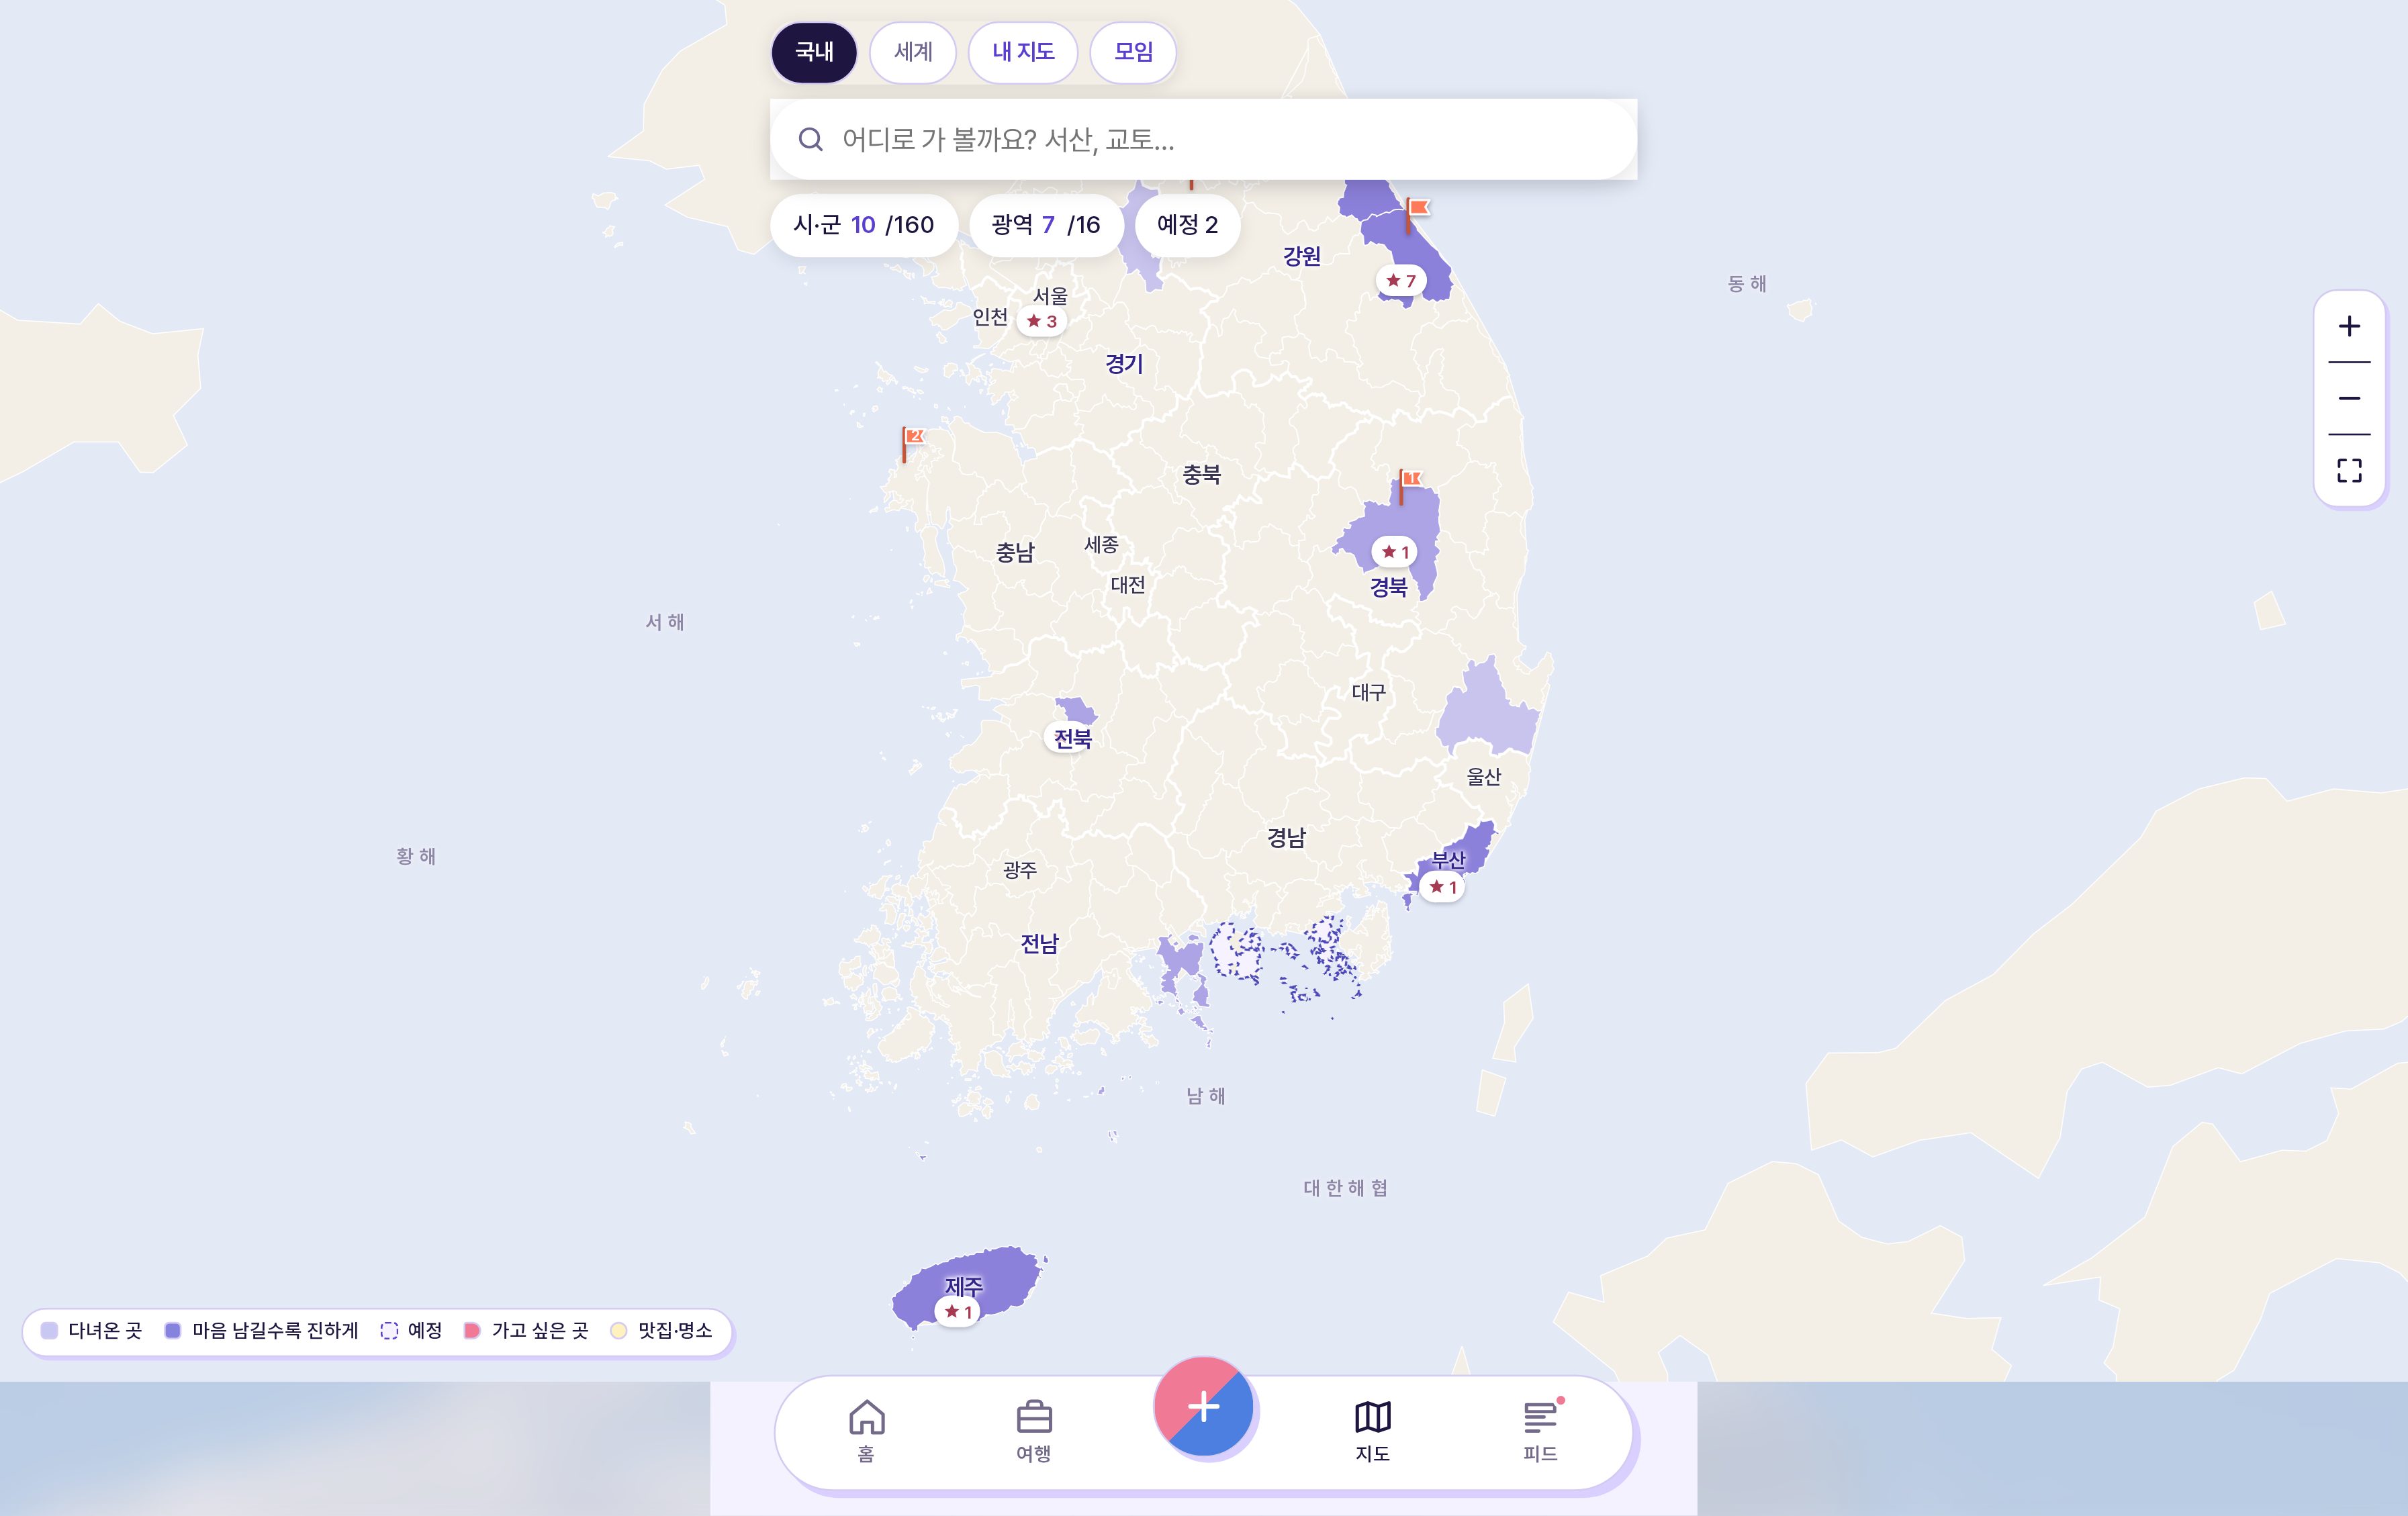 국내 세계 내 지도 모임
어디로 가 볼까요? 서산, 교토...
시·군 10 /160 광역 7 /16 예정 2
강원
7
동해
서울
인천
3
경기
2
충북
1
충남
세종
1
대전
경북
서해
대구
전북
울산
경남
황해
부산
광주
1
전남
남해
대한해협
제주
1
다녀온 곳 마음 남길수록 진하게 예정 가고 싶은 곳 맛집·명소
홈 여행 지도 피드